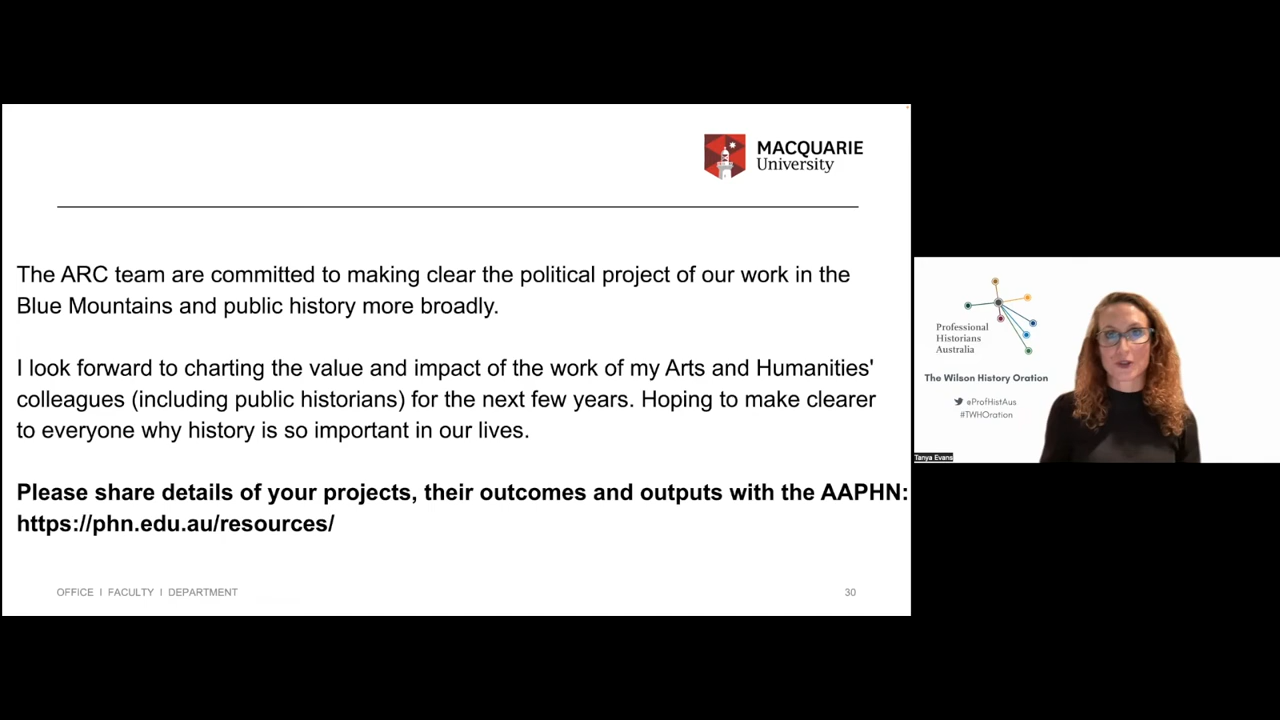 MACQUARIE
University
The ARC team are committed to making clear the political project of our work in the
Blue Mountains and public history more broadly.
I look forward to charting the value and impact of the work of my Arts and Humanities'
colleagues (including public historians) for the next few years. Hoping to make clearer
to everyone why history is so important in our lives.
Please share details of your projects, their outcomes and outputs with the AAPHN:
https://phn.edu.au/resources/
OFFICE I FACULTY I DEPARTMENT
30
Professional
Historians
Australia
The Wilson History Oration
@ProfHistAus
#TWHOration
Tanya Evans